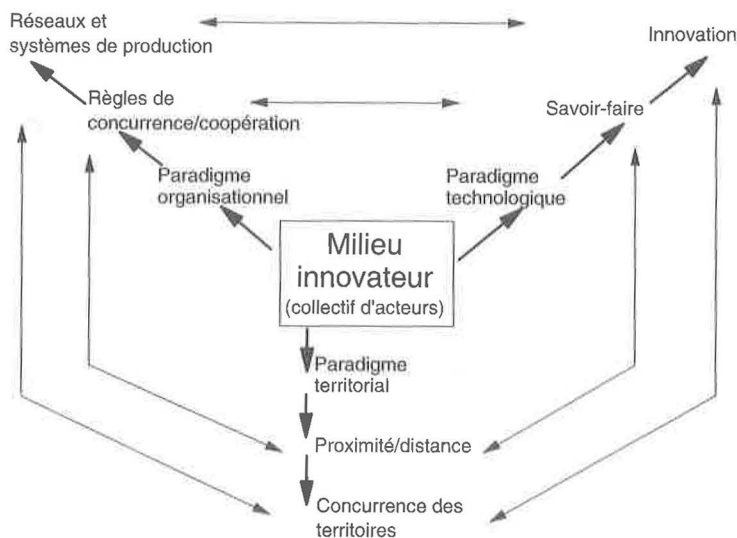 Réseaux et
systèmes de production
Innovation
Règles de
concurrence/coopération
Savoir-faire
Paradigme
organisationnel
Paradigme
technologique
Milieu
innovateur
(collectif d'acteurs)
Paradigme
territorial
Proximité/distance
Concurrence des
territoires